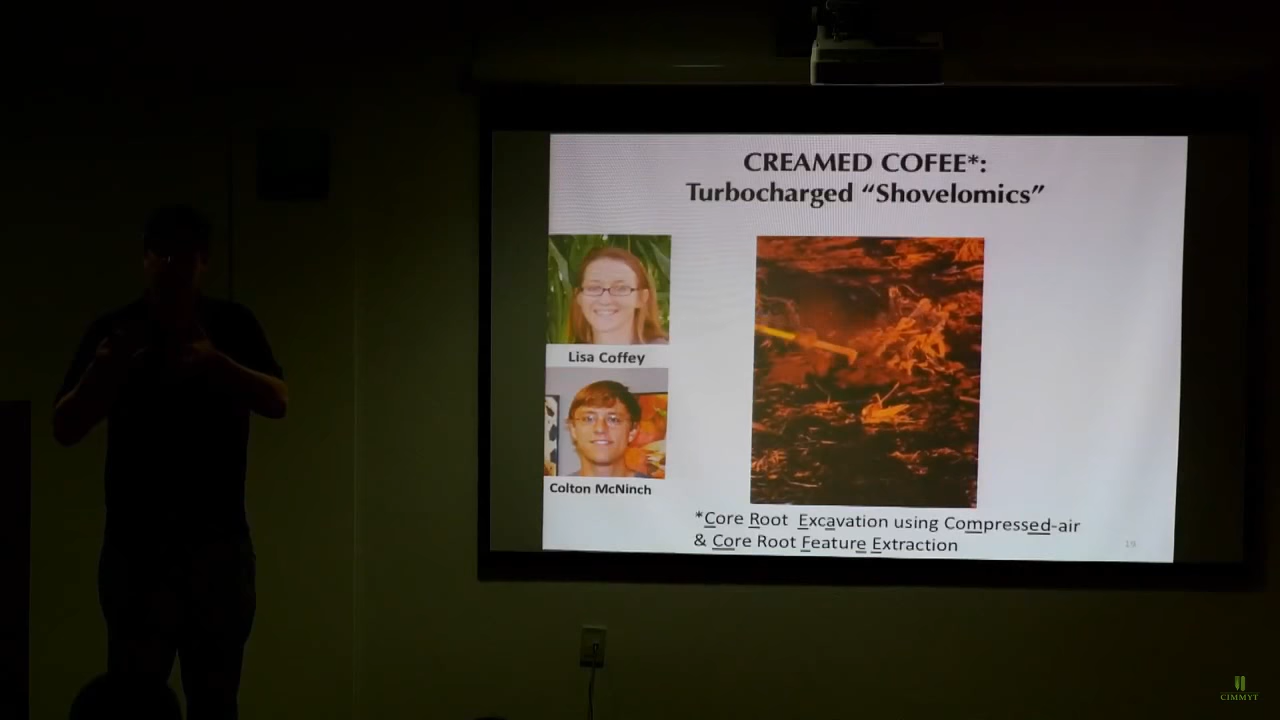 CREAMED COFEE*:
Turbocharged “Shovelomics”
Lisa Coffey
Colton McNinch
*Core Root Excavation using Compressed-air
& Core Root Feature Extraction
19
CIMMYT